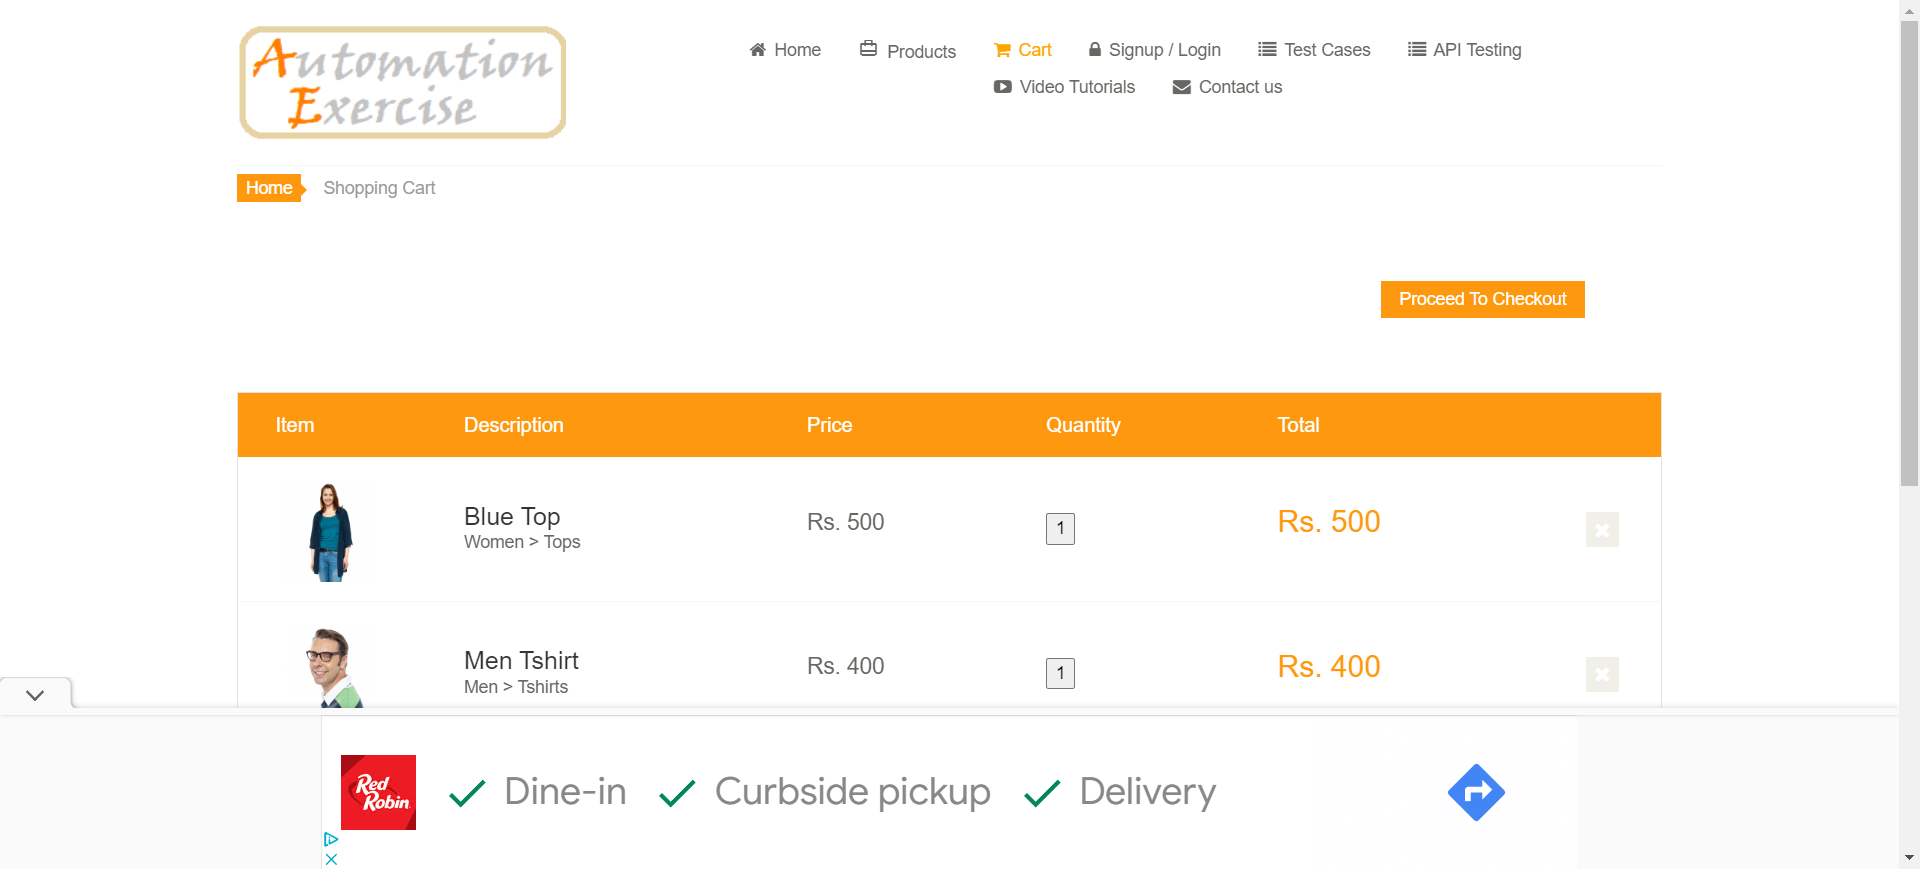 Automation
Exercise
Home Products Cart Signup / Login Test Cases API Testing
Video Tutorials Contact us
Home Shopping Cart
Proceed To Checkout
Item Description Price Quantity Total
Blue Top
Women > Tops
Rs. 500 1 Rs. 500
Men Tshirt
Men > Tshirts
Rs. 400 1 Rs. 400
Red
Robin
Dine-in Curbside pickup Delivery